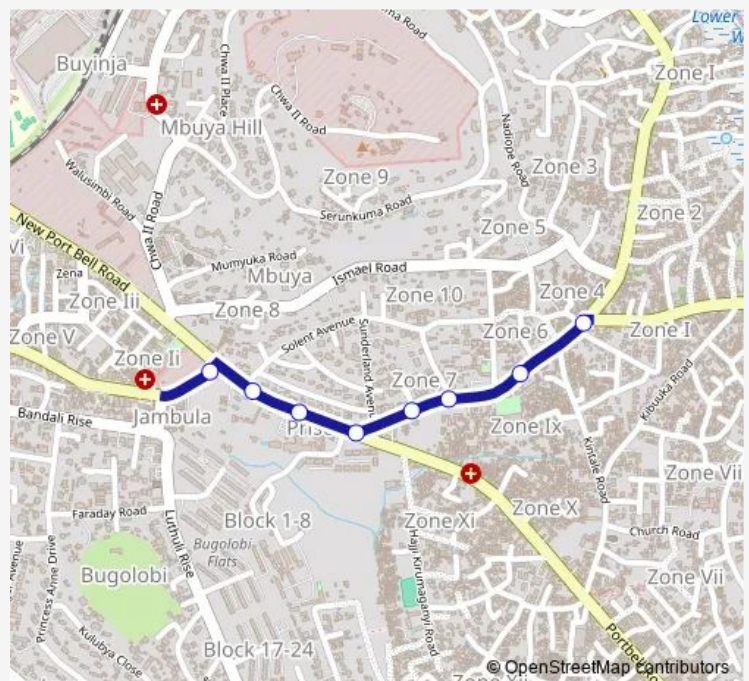 Lower
Buyinja
Chwa II Place
Zone I
Mbuya Hill
Chwa II Road
Nadiope Road
Zone 3
Walusimbi Road
Zone 9
Serunkuma Road
Zone 2
Chwa II Road
Zone 5
New Port Bell Road
Mumyuka Road
Mbuya
Ismael Road
Zena
Zone Iii
Zone 10
Zone 4
Zone 8
Zone V
Solent Avenue
Sunderland Avenu
Zone 6
Zone I
Zone Ii
Zone 7
Kibuuka Road
Jambula
Bandali Rise
Zone Ix
Kintale Road
Zone Vii
Faraday Road
Luthuli Rise
Block 1-8
Zone Xi
Zone X
Church Road
Bugolobi
Flats
Hajji Kirumaganyi Road
Bugolobi
Princess Anne Drive
Zone Vii
Kulubya Close
Block 17-24
© OpenStreetMap contributors